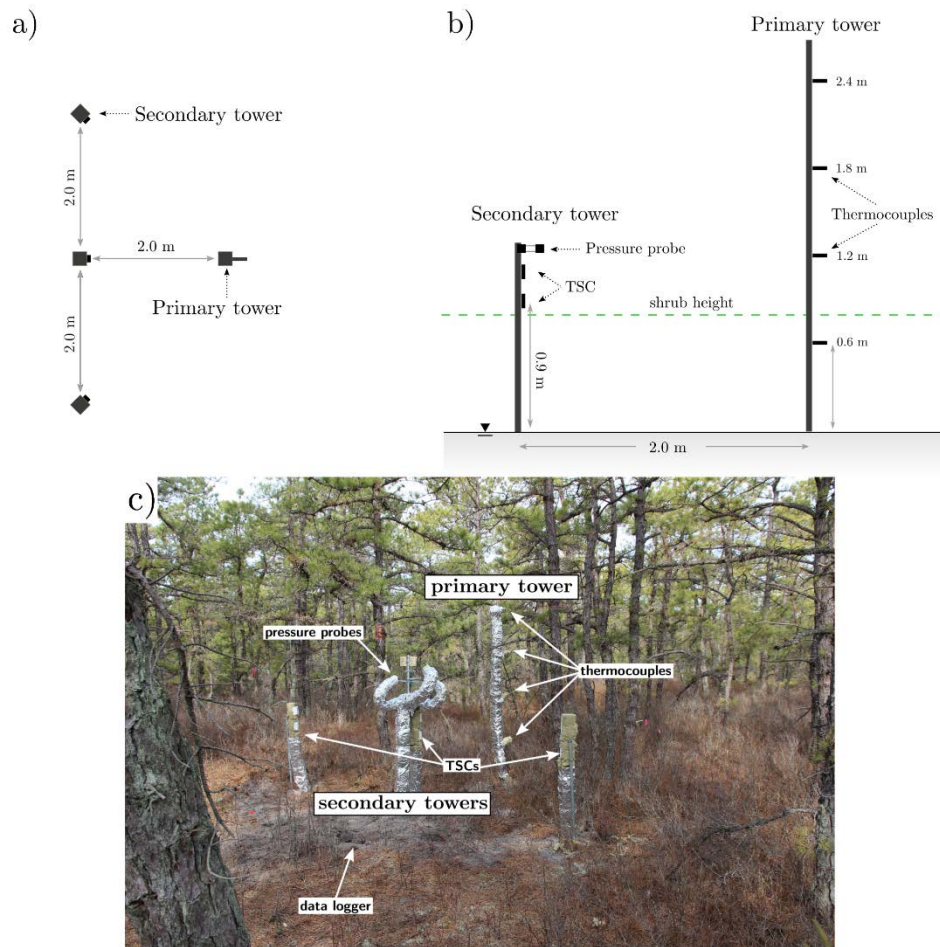 a)
Secondary tower
2.0 m
2.0 m
Primary tower
2.0 m
b)
Primary tower
2.4 m
1.8 m
Thermocouples
Secondary tower
Pressure probe
1.2 m
TSC
shrub height
0.9 m
0.6 m
2.0 m
c)
primary tower
pressure probes
thermocouples
TSCs
secondary towers
data logger